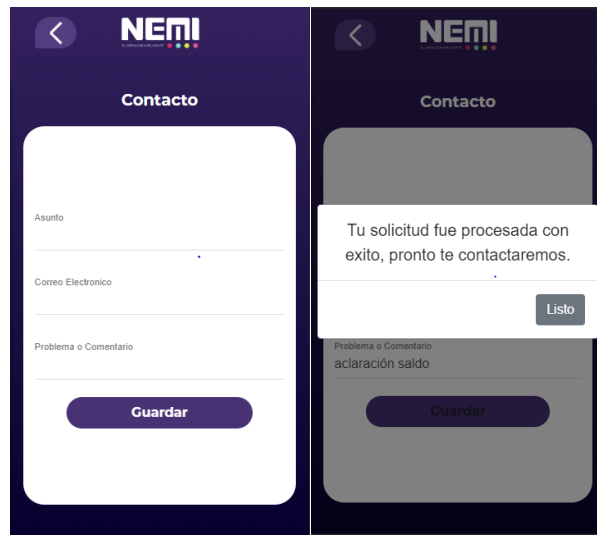 NEMI
Contacto
Asunto
Correo Electronico
Problema o Comentario
Guardar
NEMI
Contacto
Tu solicitud fue procesada con
exito, pronto te contactaremos.
Listo
Problema o Comentario
aclaración saldo
Guardar